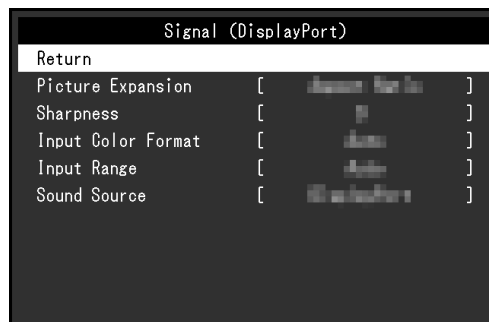 Signal (DisplayPort)
Return
Picture Expansion [ ]
Sharpness [ ]
Input Color Format [ ]
Input Range [ ]
Sound Source [ ]